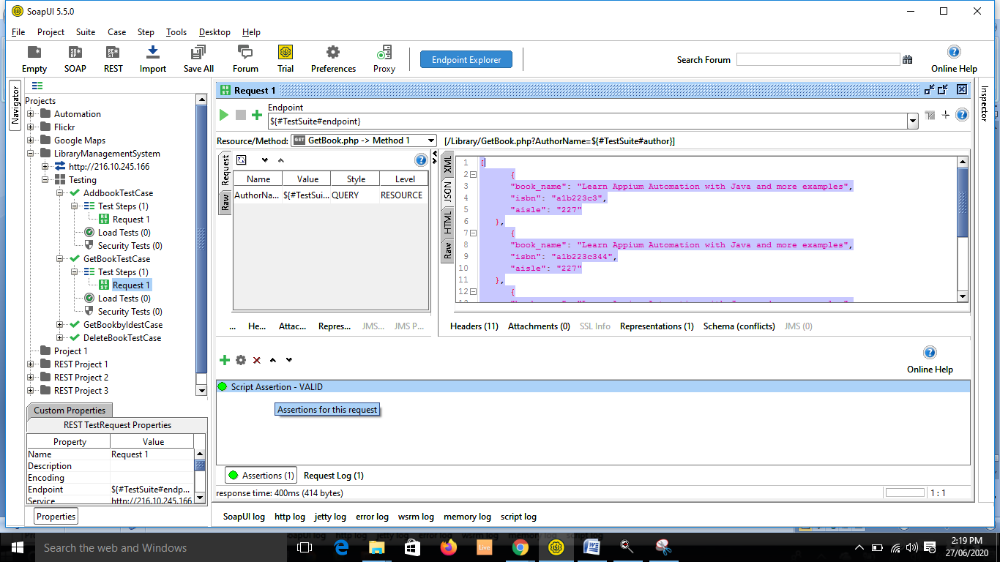 SoapUI 5.5.0
File Project Suite Case Step Tools Desktop Help
Empty SOAP REST Import Save All Forum Trial Preferences Proxy Endpoint Explorer Search Forum Online Help
Navigator
Projects
Automation
Flickr
Google Maps
LibraryManagementSystem
http://216.10.245.166
Testing
AddbookTestCase
Test Steps (1)
Request 1
Load Tests (0)
Security Tests (0)
GetBookTestCase
Test Steps (1)
Request 1
Load Tests (0)
Security Tests (0)
GetBookbyIdestCase
DeleteBookTestCase
Project 1
REST Project 1
REST Project 2
REST Project 3
Custom Properties
REST TestRequest Properties
Property Value
Name Request 1
Description
Encoding
Endpoint ${#TestSuite#endp...
Service http://216.10.245.166
Properties
Request 1
Endpoint
${#TestSuite#endpoint}
Resource/Method: GET GetBook.php -> Method 1 [/Library/GetBook.php?AuthorName=${#TestSuite#author}]
Request
Raw
Name Value Style Level
AuthorNa... ${#TestSui... QUERY RESOURCE
... He... Attac... Repres... JMS... JMS P...
XML
JSON
HTML
Raw
1 [
2 {
3 "book_name": "Learn Appium Automation with Java and more examples",
4 "isbn": "a1b223c3",
5 "aisle": "227"
6 },
7 {
8 "book_name": "Learn Appium Automation with Java and more examples",
9 "isbn": "a1b223c344",
10 "aisle": "227"
11 },
12 {
Headers (11) Attachments (0) SSL Info Representations (1) Schema (conflicts) JMS (0)
Inspector
Online Help
Script Assertion - VALID
Assertions for this request
Assertions (1) Request Log (1)
response time: 400ms (414 bytes) 1 : 1
SoapUI log http log jetty log error log wsrm log memory log script log
Search the web and Windows
Live
2:19 PM
27/06/2020